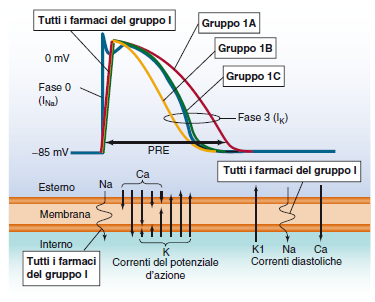 Tutti i farmaci del gruppo I
Gruppo 1A
Gruppo 1B
Gruppo 1C
0 mV
Fase 0
(INa)
Fase 3 (IK)
–85 mV
PRE
Tutti i farmaci del gruppo I
Esterno
Na
Ca
Membrana
Interno
K
K1
Na
Ca
Tutti i farmaci
del gruppo I
Correnti del potenziale
d'azione
Correnti diastoliche